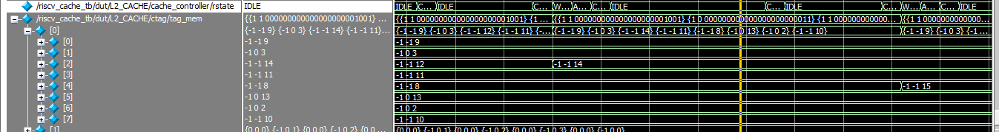 /riscv_cache_tb/dut/L2_CACHE/cache_controller/rstate IDLE IDLE C... IDLE C... W... A... C... IDLE C... IDLE C... W... A... C... IDLE
/riscv_cache_tb/dut/L2_CACHE/ctag/tag_mem {{1 1 0000000000000000001001} ... {{1 1 0000000000000000001001} {1 ... {{1 1 0000000000000000001001} {1 0 0000000000000000000011} {1 1 000000000000... {{1 1 00000000000...
[0] {-1 -1 9} {-1 0 3} {-1 -1 14} {-1 -1 11}... {-1 -1 9} {-1 0 3} {-1 -1 12} {-1 -1 11} {-... {-1 -1 9} {-1 0 3} {-1 -1 14} {-1 -1 11} {-1 -1 8} {-1 0 13} {-1 0 2} {-1 -1 10} {-1 -1 9} {-1 0 3} {-1 ...
[0] -1 -1 9 -1 -1 9
[1] -1 0 3 -1 0 3
[2] -1 -1 14 -1 -1 12 -1 -1 14
[3] -1 -1 11 -1 -1 11
[4] -1 -1 8 -1 -1 8 -1 -1 15
[5] -1 0 13 -1 0 13
[6] -1 0 2 -1 0 2
[7] -1 -1 10 -1 -1 10
[1] {0 0 0} {-1 0 1} {0 0 0} {-1 0 2} {0 0 ... {0 0 0} {-1 0 1} {0 0 0} {-1 0 2} {0 0 0} {-1 0 3} {0 0 0} {-1 0 0}